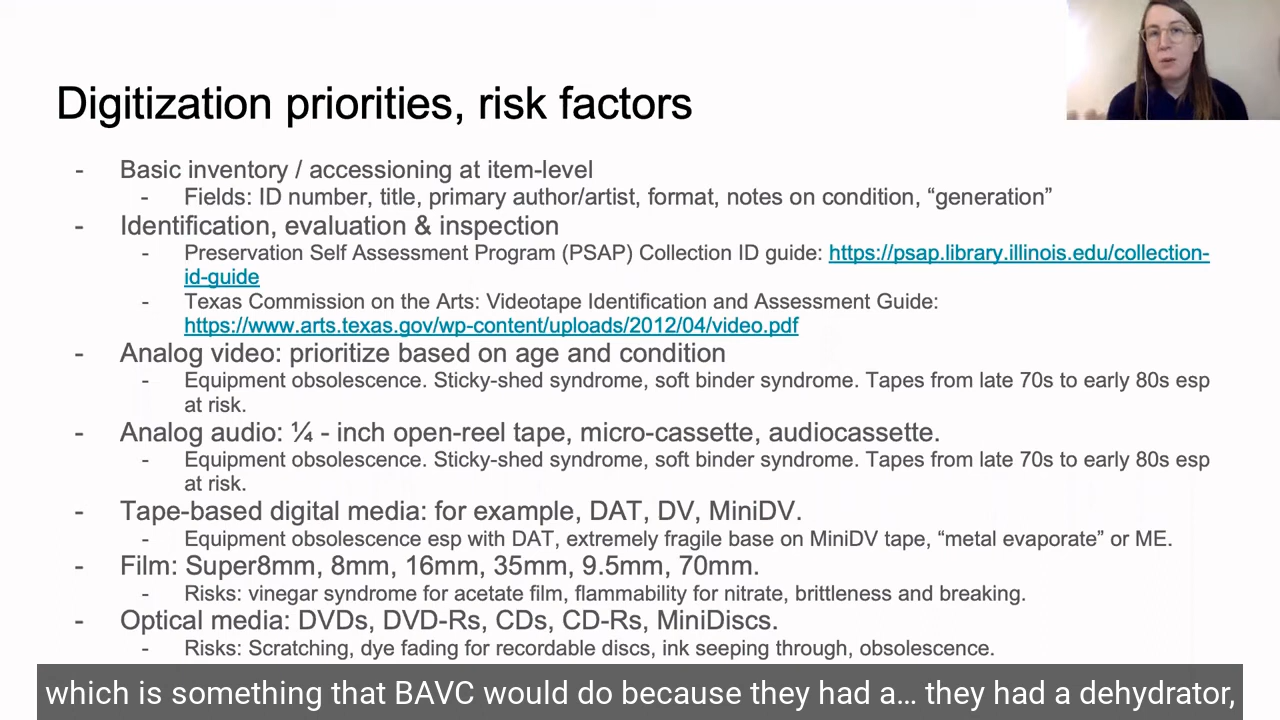 Digitization priorities, risk factors
- Basic inventory / accessioning at item-level
- Fields: ID number, title, primary author/artist, format, notes on condition, “generation”
- Identification, evaluation & inspection
- Preservation Self Assessment Program (PSAP) Collection ID guide: https://psap.library.illinois.edu/collection-
id-guide
- Texas Commission on the Arts: Videotape Identification and Assessment Guide:
https://www.arts.texas.gov/wp-content/uploads/2012/04/video.pdf
- Analog video: prioritize based on age and condition
- Equipment obsolescence. Sticky-shed syndrome, soft binder syndrome. Tapes from late 70s to early 80s esp
at risk.
- Analog audio: ¼ - inch open-reel tape, micro-cassette, audiocassette.
- Equipment obsolescence. Sticky-shed syndrome, soft binder syndrome. Tapes from late 70s to early 80s esp
at risk.
- Tape-based digital media: for example, DAT, DV, MiniDV.
- Equipment obsolescence esp with DAT, extremely fragile base on MiniDV tape, “metal evaporate” or ME.
- Film: Super8mm, 8mm, 16mm, 35mm, 9.5mm, 70mm.
- Risks: vinegar syndrome for acetate film, flammability for nitrate, brittleness and breaking.
- Optical media: DVDs, DVD-Rs, CDs, CD-Rs, MiniDiscs.
- Risks: Scratching, dye fading for recordable discs, ink seeping through, obsolescence.
which is something that BAVC would do because they had a… they had a dehydrator,